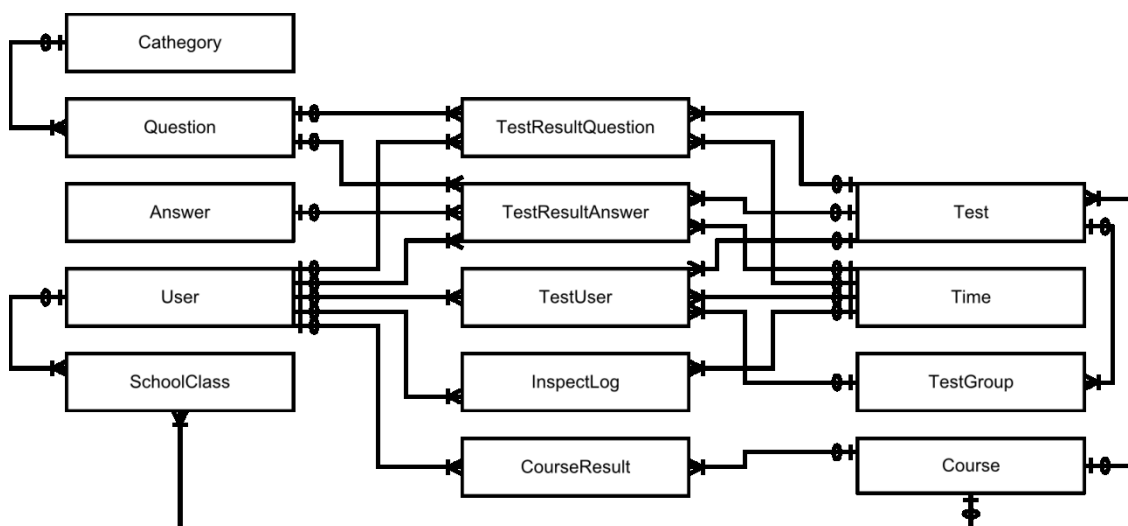 Cathegory
Question
TestResultQuestion
Answer
TestResultAnswer
Test
User
TestUser
Time
SchoolClass
InspectLog
TestGroup
CourseResult
Course